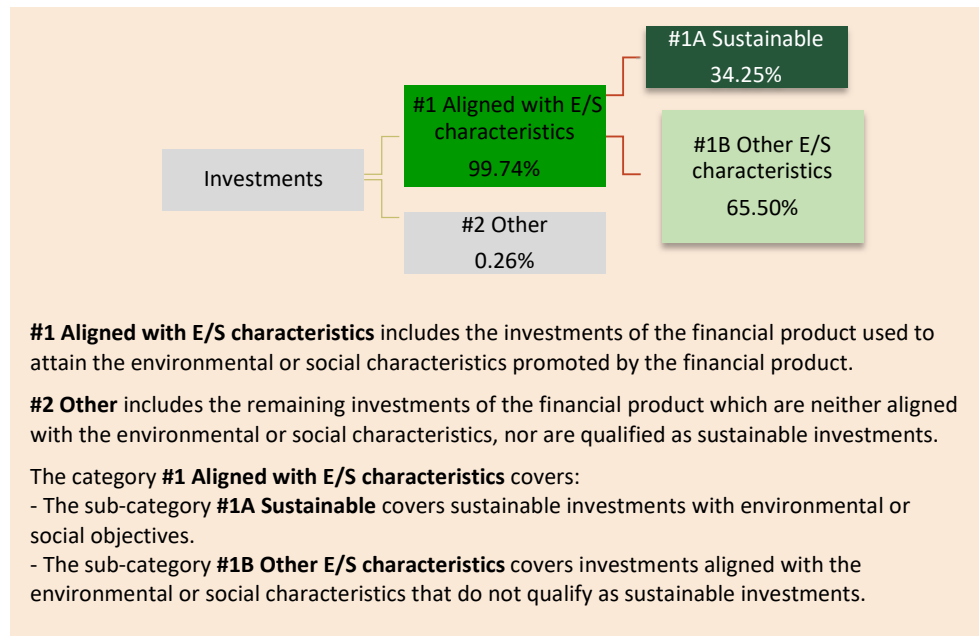 #1A Sustainable
34.25%
#1 Aligned with E/S
characteristics
99.74%
#1B Other E/S
characteristics
65.50%
Investments
#2 Other
0.26%
#1 Aligned with E/S characteristics includes the investments of the financial product used to
attain the environmental or social characteristics promoted by the financial product.
#2 Other includes the remaining investments of the financial product which are neither aligned
with the environmental or social characteristics, nor are qualified as sustainable investments.
The category #1 Aligned with E/S characteristics covers:
- The sub-category #1A Sustainable covers sustainable investments with environmental or
social objectives.
- The sub-category #1B Other E/S characteristics covers investments aligned with the
environmental or social characteristics that do not qualify as sustainable investments.